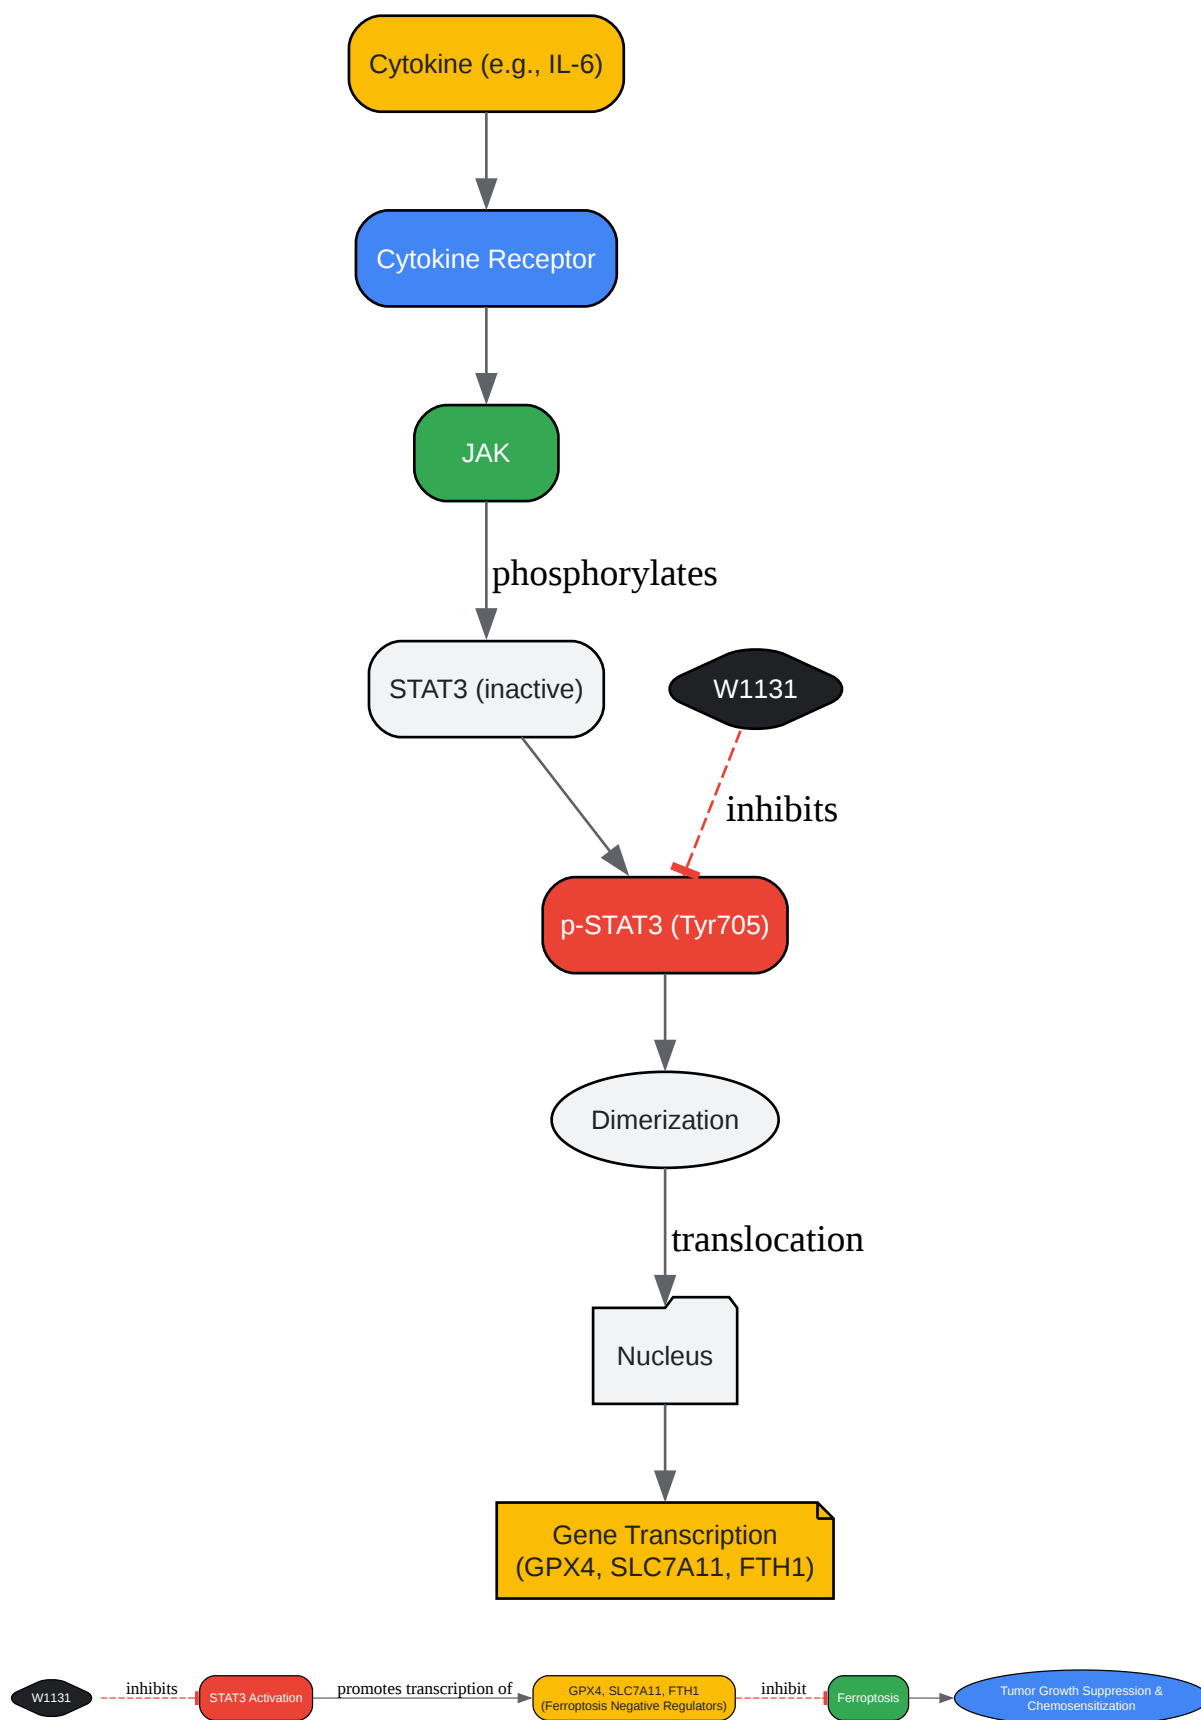 Cytokine (e.g., IL-6)
Cytokine Receptor
JAK
phosphorylates
STAT3 (inactive)
W1131
inhibits
p-STAT3 (Tyr705)
Dimerization
translocation
Nucleus
Gene Transcription
(GPX4, SLC7A11, FTH1)
W1131
inhibits
STAT3 Activation
promotes transcription of
GPX4, SLC7A11, FTH1
(Ferroptosis Negative Regulators)
inhibit
Ferroptosis
Tumor Growth Suppression &
Chemosensitization